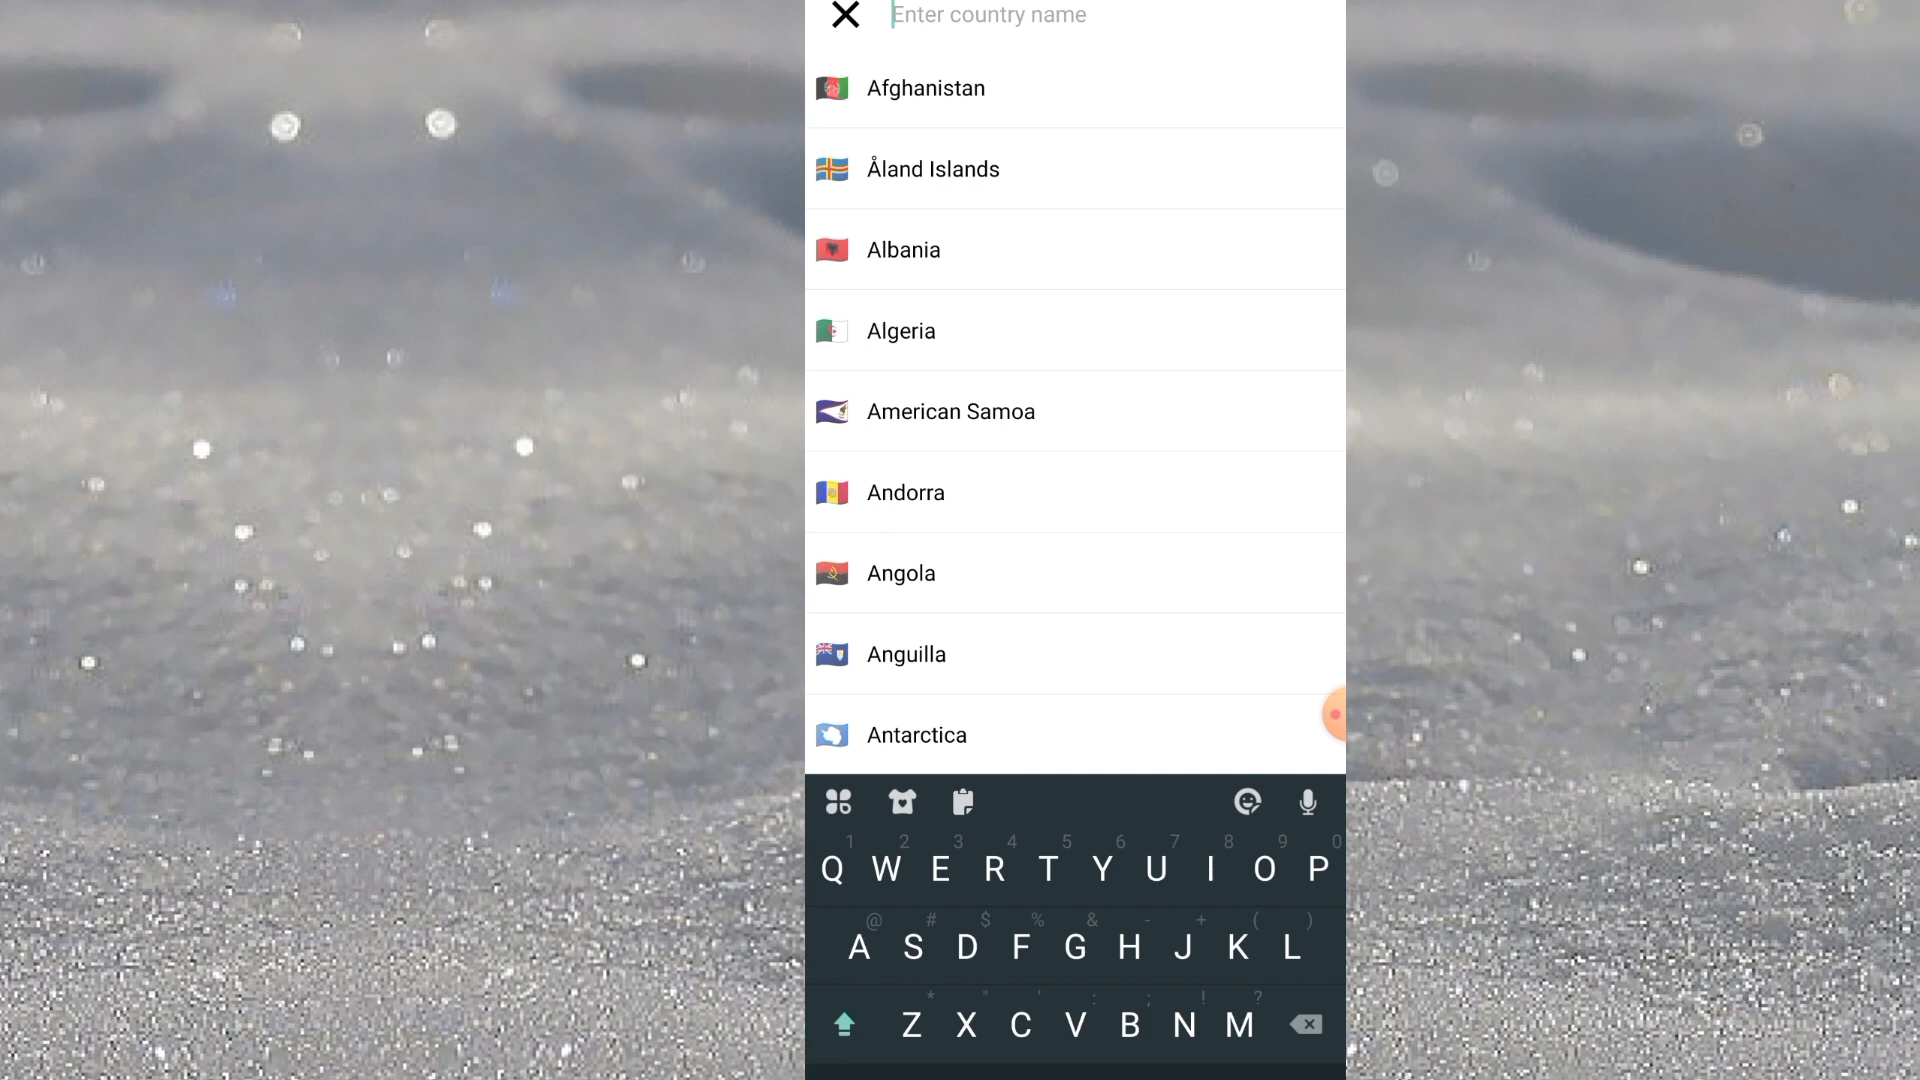 Enter country name
Afghanistan
Åland Islands
Albania
Algeria
American Samoa
Andorra
Angola
Anguilla
Antarctica
1 2 3 4 5 6 7 8 9 0
Q W E R T Y U I O P
@ # $ % & - + ( )
A S D F G H J K L
* " ' : ; ! ?
Z X C V B N M